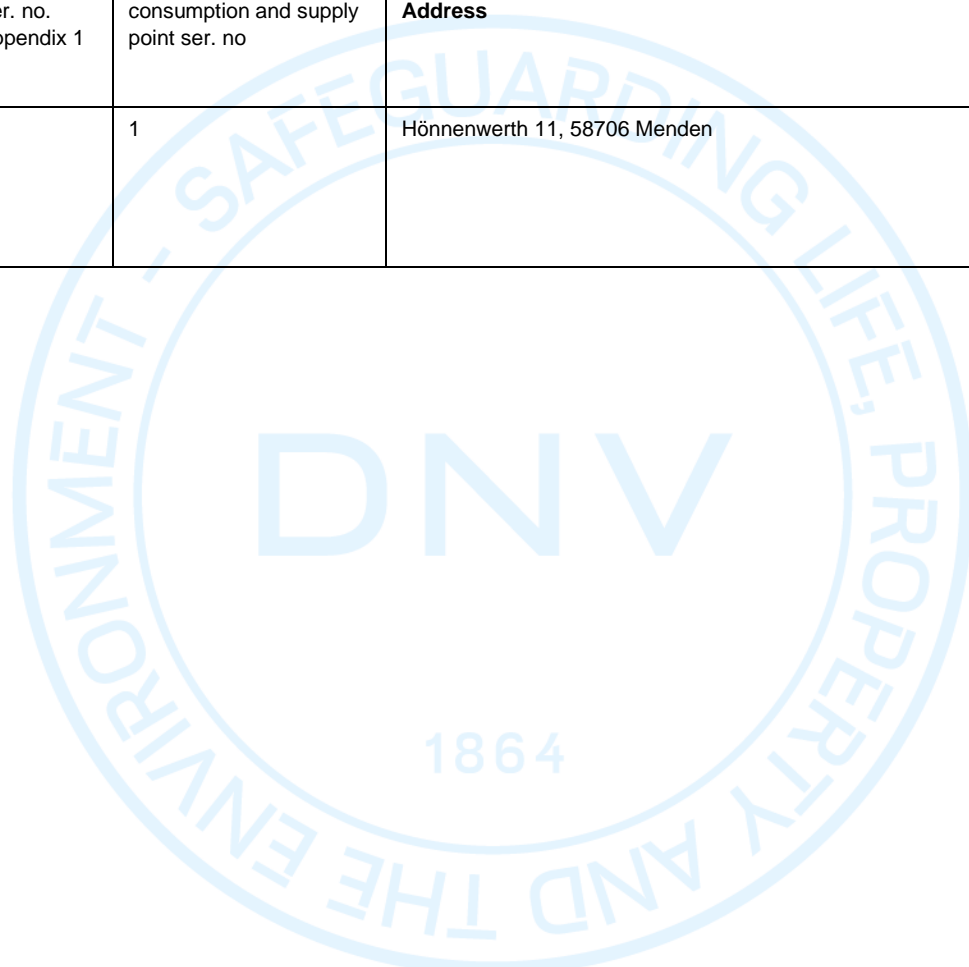 er. no. consumption and supply Address
ppendix 1 point ser. no
1 Hönnenwerth 11, 58706 Menden
SAFEGUARDING LIFE, PROPERTY AND THE ENVIRONMENT -
DNV
1864